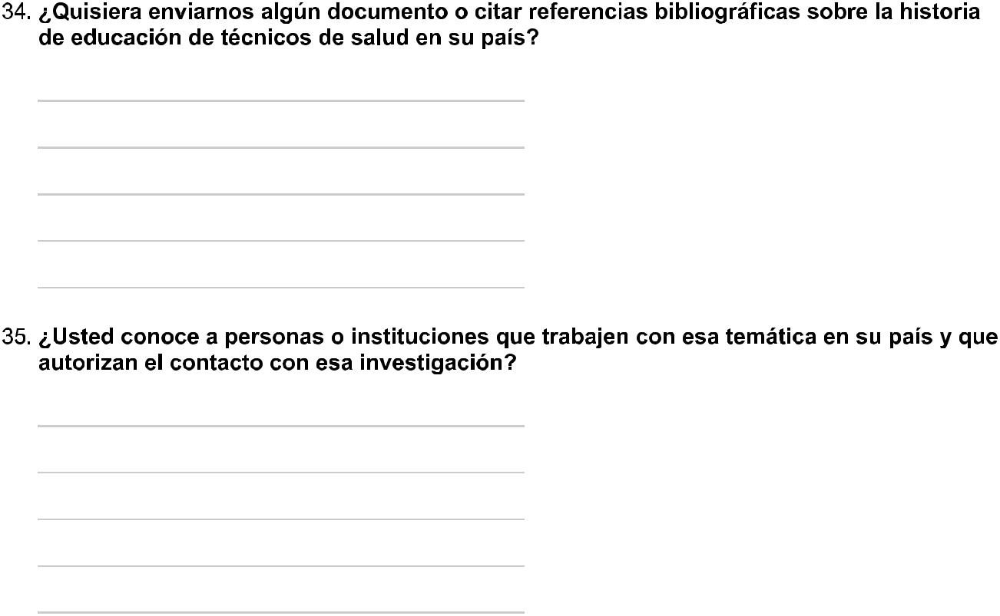 34. ¿Quisiera enviarnos algún documento o citar referencias bibliográficas sobre la historia
de educación de técnicos de salud en su país?
35. ¿Usted conoce a personas o instituciones que trabajen con esa temática en su país y que
autorizan el contacto con esa investigación?